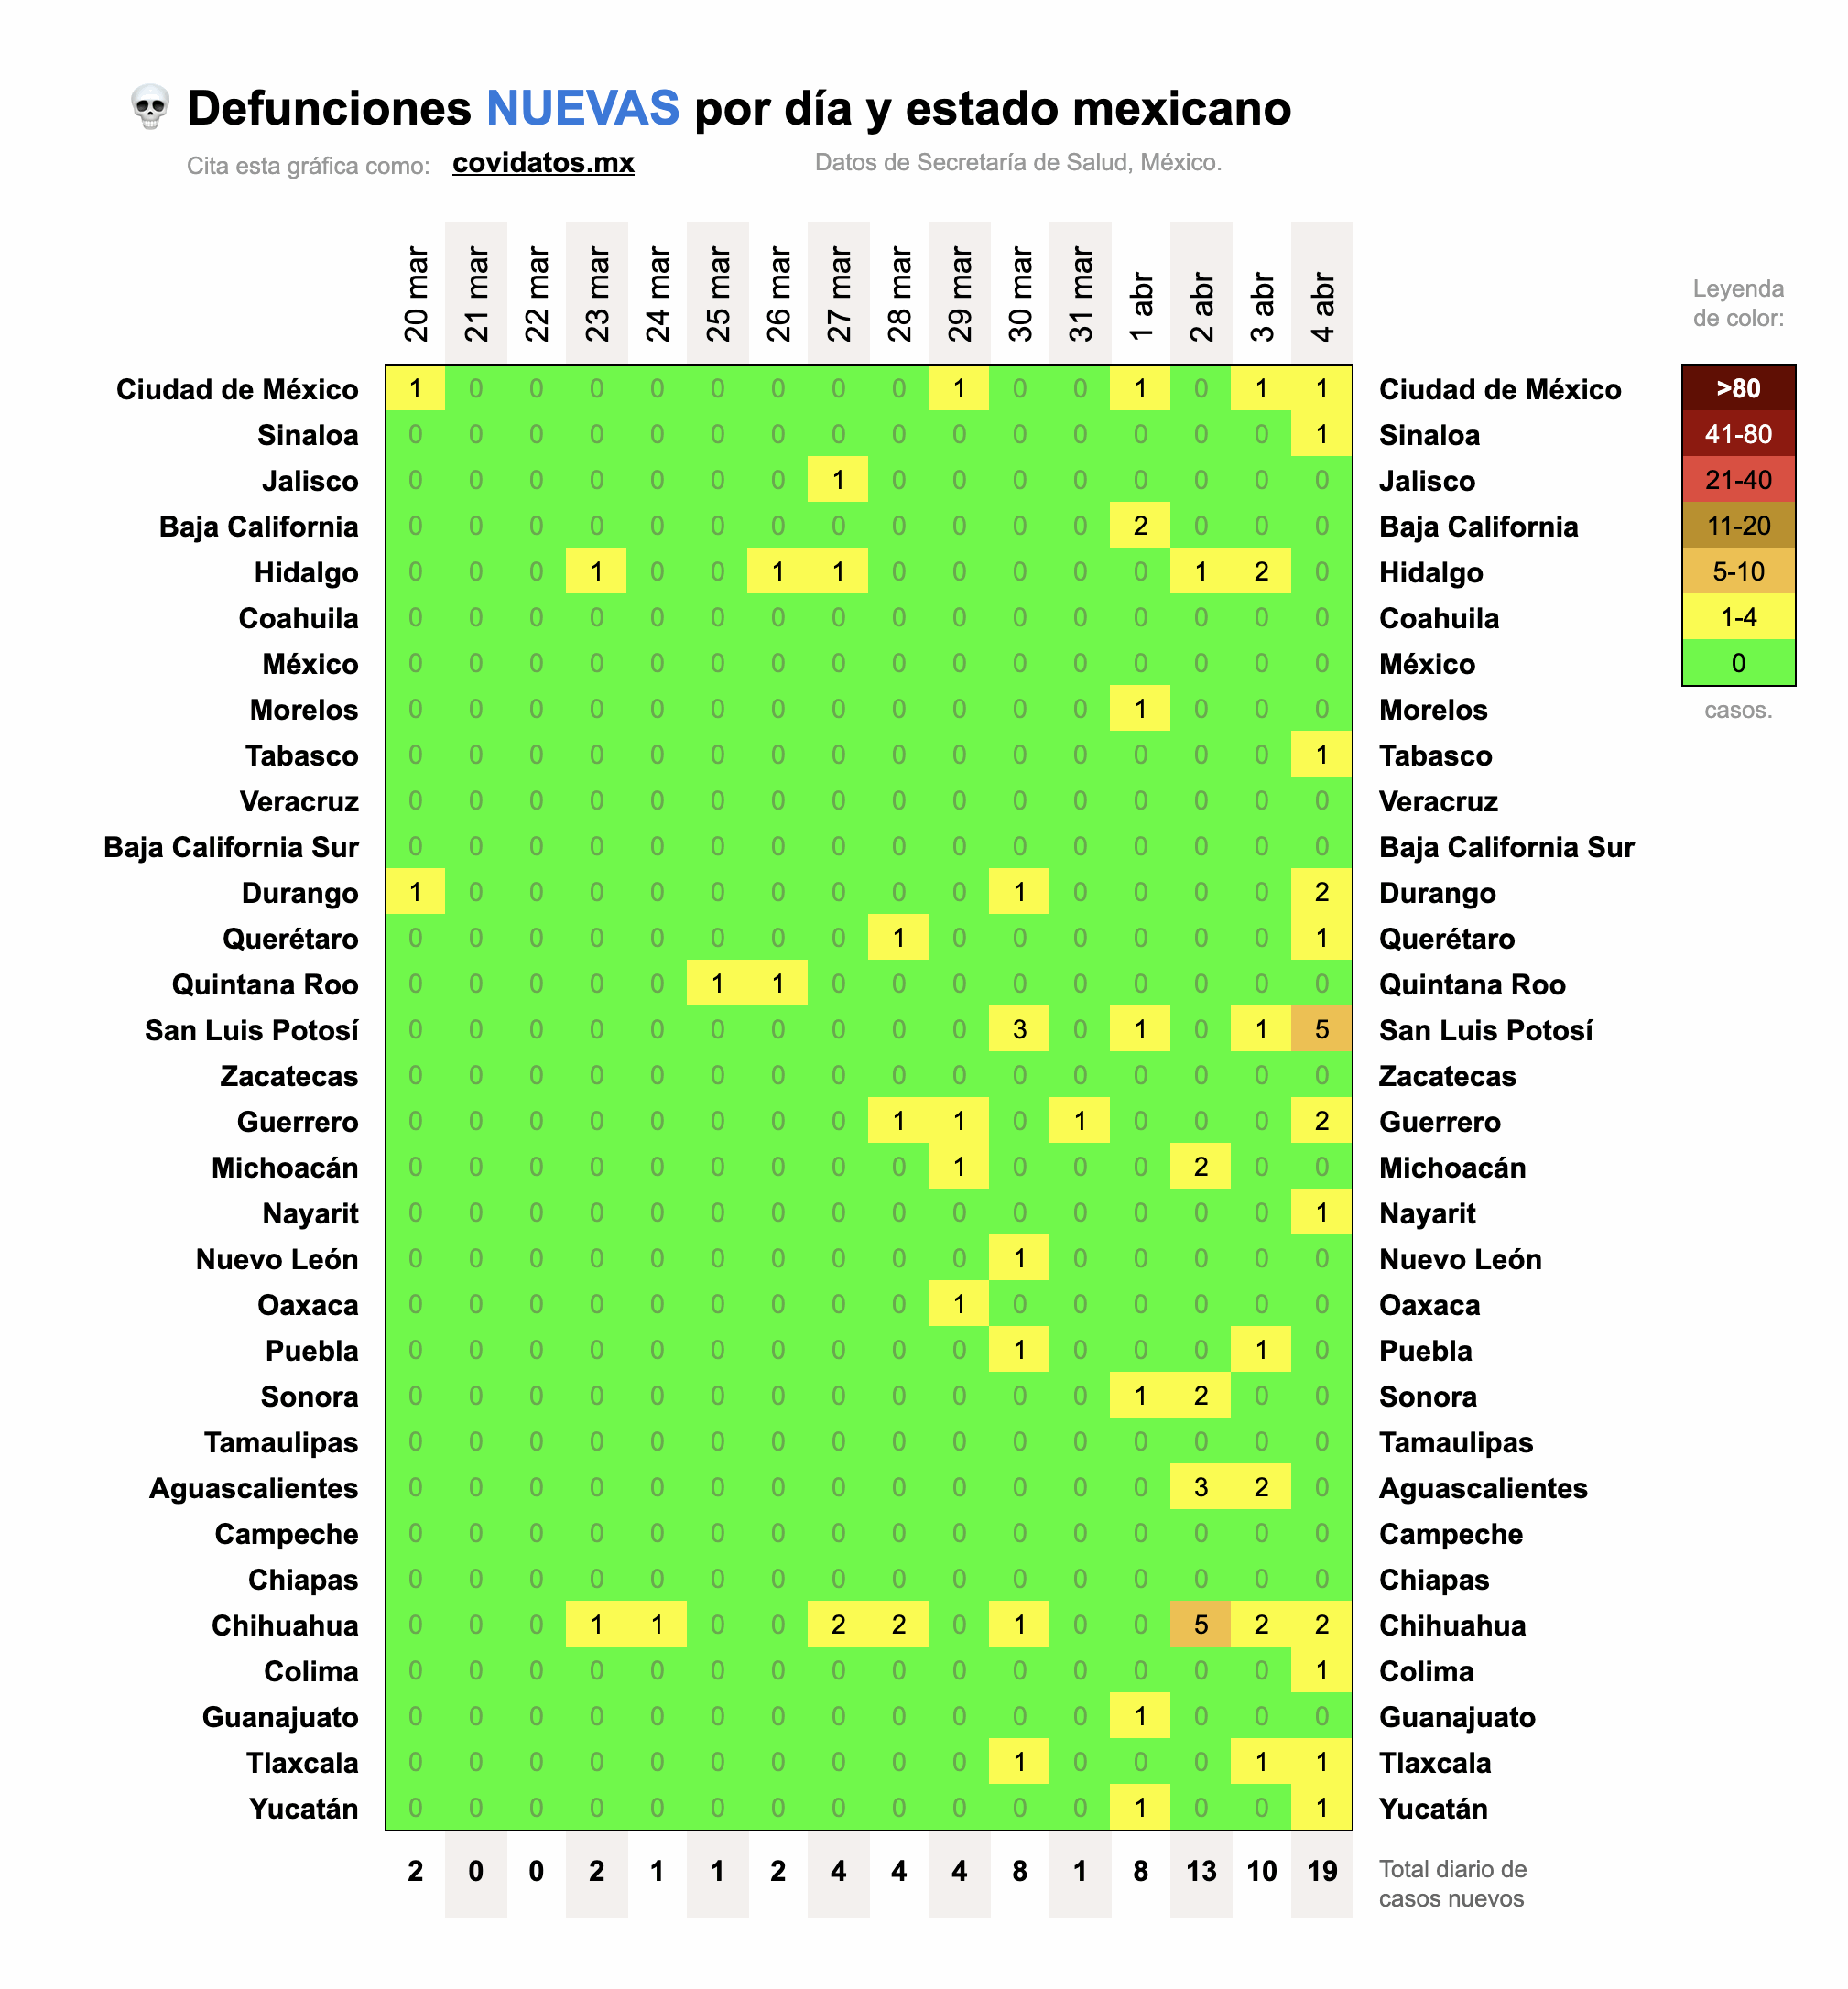 Defunciones NUEVAS por día y estado mexicano
Cita esta gráfica como: covidatos.mx Datos de Secretaría de Salud, México.
20 mar 21 mar 22 mar 23 mar 24 mar 25 mar 26 mar 27 mar 28 mar 29 mar 30 mar 31 mar 1 abr 2 abr 3 abr 4 abr
Ciudad de México 1 0 0 0 0 0 0 0 0 1 0 0 1 0 1 1 Ciudad de México
Sinaloa 0 0 0 0 0 0 0 0 0 0 0 0 0 0 0 1 Sinaloa
Jalisco 0 0 0 0 0 0 0 1 0 0 0 0 0 0 0 0 Jalisco
Baja California 0 0 0 0 0 0 0 0 0 0 0 0 2 0 0 0 Baja California
Hidalgo 0 0 0 1 0 0 1 1 0 0 0 0 0 1 2 0 Hidalgo
Coahuila 0 0 0 0 0 0 0 0 0 0 0 0 0 0 0 0 Coahuila
México 0 0 0 0 0 0 0 0 0 0 0 0 0 0 0 0 México
Morelos 0 0 0 0 0 0 0 0 0 0 0 0 1 0 0 0 Morelos
Tabasco 0 0 0 0 0 0 0 0 0 0 0 0 0 0 0 1 Tabasco
Veracruz 0 0 0 0 0 0 0 0 0 0 0 0 0 0 0 0 Veracruz
Baja California Sur 0 0 0 0 0 0 0 0 0 0 0 0 0 0 0 0 Baja California Sur
Durango 1 0 0 0 0 0 0 0 0 0 1 0 0 0 0 2 Durango
Querétaro 0 0 0 0 0 0 0 0 1 0 0 0 0 0 0 1 Querétaro
Quintana Roo 0 0 0 0 0 1 1 0 0 0 0 0 0 0 0 0 Quintana Roo
San Luis Potosí 0 0 0 0 0 0 0 0 0 0 3 0 1 0 1 5 San Luis Potosí
Zacatecas 0 0 0 0 0 0 0 0 0 0 0 0 0 0 0 0 Zacatecas
Guerrero 0 0 0 0 0 0 0 0 1 1 0 1 0 0 0 2 Guerrero
Michoacán 0 0 0 0 0 0 0 0 0 1 0 0 0 2 0 0 Michoacán
Nayarit 0 0 0 0 0 0 0 0 0 0 0 0 0 0 0 1 Nayarit
Nuevo León 0 0 0 0 0 0 0 0 0 0 1 0 0 0 0 0 Nuevo León
Oaxaca 0 0 0 0 0 0 0 0 0 1 0 0 0 0 0 0 Oaxaca
Puebla 0 0 0 0 0 0 0 0 0 0 1 0 0 0 1 0 Puebla
Sonora 0 0 0 0 0 0 0 0 0 0 0 0 1 2 0 0 Sonora
Tamaulipas 0 0 0 0 0 0 0 0 0 0 0 0 0 0 0 0 Tamaulipas
Aguascalientes 0 0 0 0 0 0 0 0 0 0 0 0 0 3 2 0 Aguascalientes
Campeche 0 0 0 0 0 0 0 0 0 0 0 0 0 0 0 0 Campeche
Chiapas 0 0 0 0 0 0 0 0 0 0 0 0 0 0 0 0 Chiapas
Chihuahua 0 0 0 1 1 0 0 2 2 0 1 0 0 5 2 2 Chihuahua
Colima 0 0 0 0 0 0 0 0 0 0 0 0 0 0 0 1 Colima
Guanajuato 0 0 0 0 0 0 0 0 0 0 0 0 1 0 0 0 Guanajuato
Tlaxcala 0 0 0 0 0 0 0 0 0 0 1 0 0 0 1 1 Tlaxcala
Yucatán 0 0 0 0 0 0 0 0 0 0 0 0 1 0 0 1 Yucatán
2 0 0 2 1 1 2 4 4 4 8 1 8 13 10 19
Total diario de
casos nuevos
Leyenda
de color:
>80
41-80
21-40
11-20
5-10
1-4
0
casos.